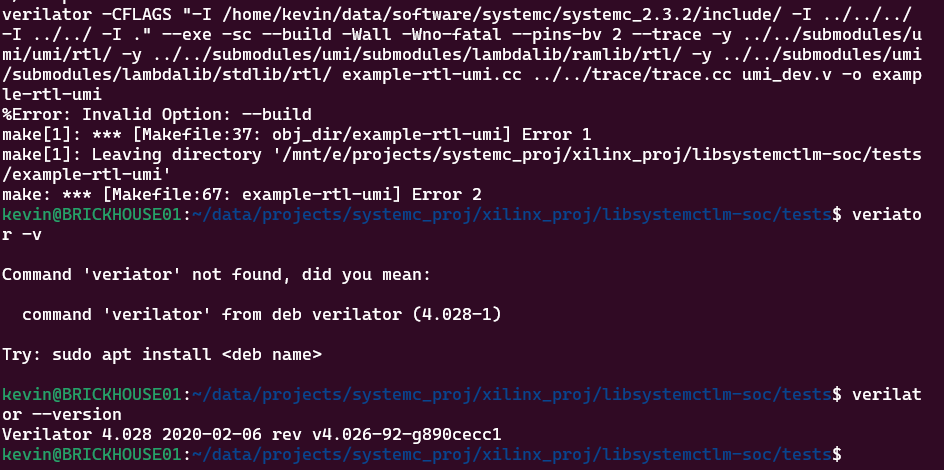 verilator -CFLAGS "-I /home/kevin/data/software/systemc/systemc_2.3.2/include/ -I ../../../
-I ../../ -I ." --exe -sc --build -Wall -Wno-fatal --pins-bv 2 --trace -y ../../submodules/u
mi/umi/rtl/ -y ../../submodules/umi/submodules/lambdalib/ramlib/rtl/ -y ../../submodules/umi
/submodules/lambdalib/stdlib/rtl/ example-rtl-umi.cc ../../trace/trace.cc umi_dev.v -o examp
le-rtl-umi
%Error: Invalid Option: --build
make[1]: *** [Makefile:37: obj_dir/example-rtl-umi] Error 1
make[1]: Leaving directory '/mnt/e/projects/systemc_proj/xilinx_proj/libsystemctlm-soc/tests
/example-rtl-umi'
make: *** [Makefile:67: example-rtl-umi] Error 2
kevin@BRICKHOUSE01:~/data/projects/systemc_proj/xilinx_proj/libsystemctlm-soc/tests$ veriato
r -v
Command 'veriator' not found, did you mean:
command 'verilator' from deb verilator (4.028-1)
Try: sudo apt install <deb name>
kevin@BRICKHOUSE01:~/data/projects/systemc_proj/xilinx_proj/libsystemctlm-soc/tests$ verilat
or --version
Verilator 4.028 2020-02-06 rev v4.026-92-g890cecc1
kevin@BRICKHOUSE01:~/data/projects/systemc_proj/xilinx_proj/libsystemctlm-soc/tests$